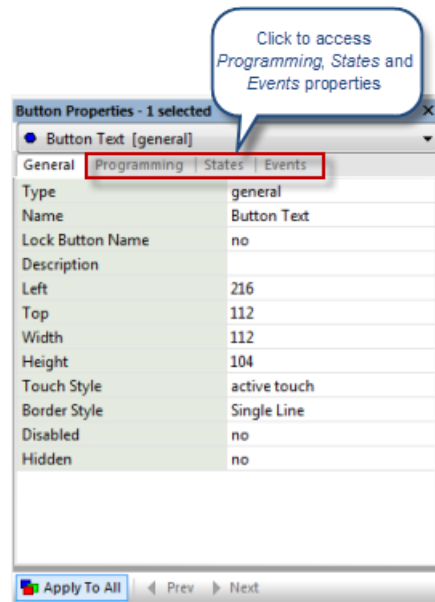 Click to access
Programming, States and
Events properties
Button Properties - 1 selected
Button Text [general]
General Programming States Events
Type general
Name Button Text
Lock Button Name no
Description
Left 216
Top 112
Width 112
Height 104
Touch Style active touch
Border Style Single Line
Disabled no
Hidden no
Apply To All Prev Next